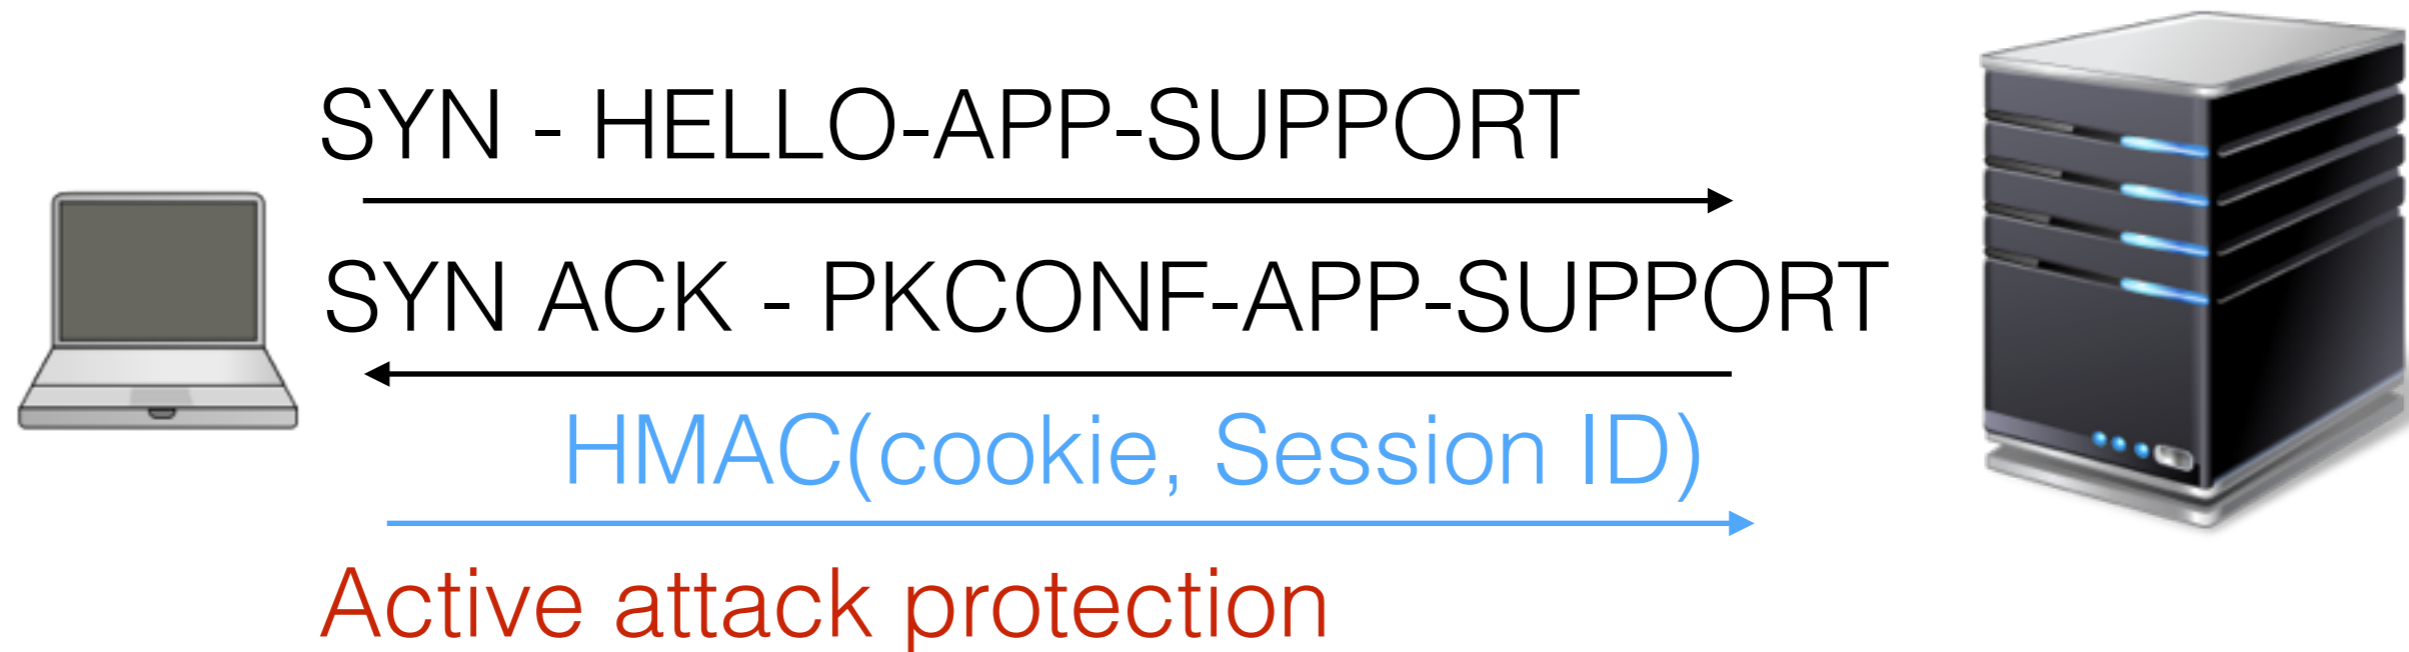 SYN - HELLO-APP-SUPPORT
SYN ACK - PKCONF-APP-SUPPORT
HMAC(cookie, Session ID)
Active attack protection